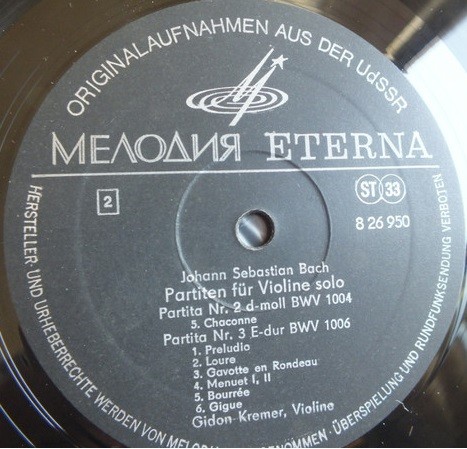 ORIGINALAUFNAHMEN AUS DER UdSSR
МЕЛОДИЯ ETERNA
2
ST 33
8 26 950
Johann Sebastian Bach
Partiten für Violine solo
Partita Nr. 2 d-moll BWV 1004
5. Chaconne
Partita Nr. 3 E-dur BWV 1006
1. Preludio
2. Loure
3. Gavotte en Rondeau
4. Menuet I, II
5. Bourrée
6. Gigue
Gidon Kremer, Violine
HERSTELLER- UND URHEBERRECHTE WERDEN VON GENOMMEN · ÜBERSPIELUNG UND RUNDFUNKSENDUNG VERBOTEN